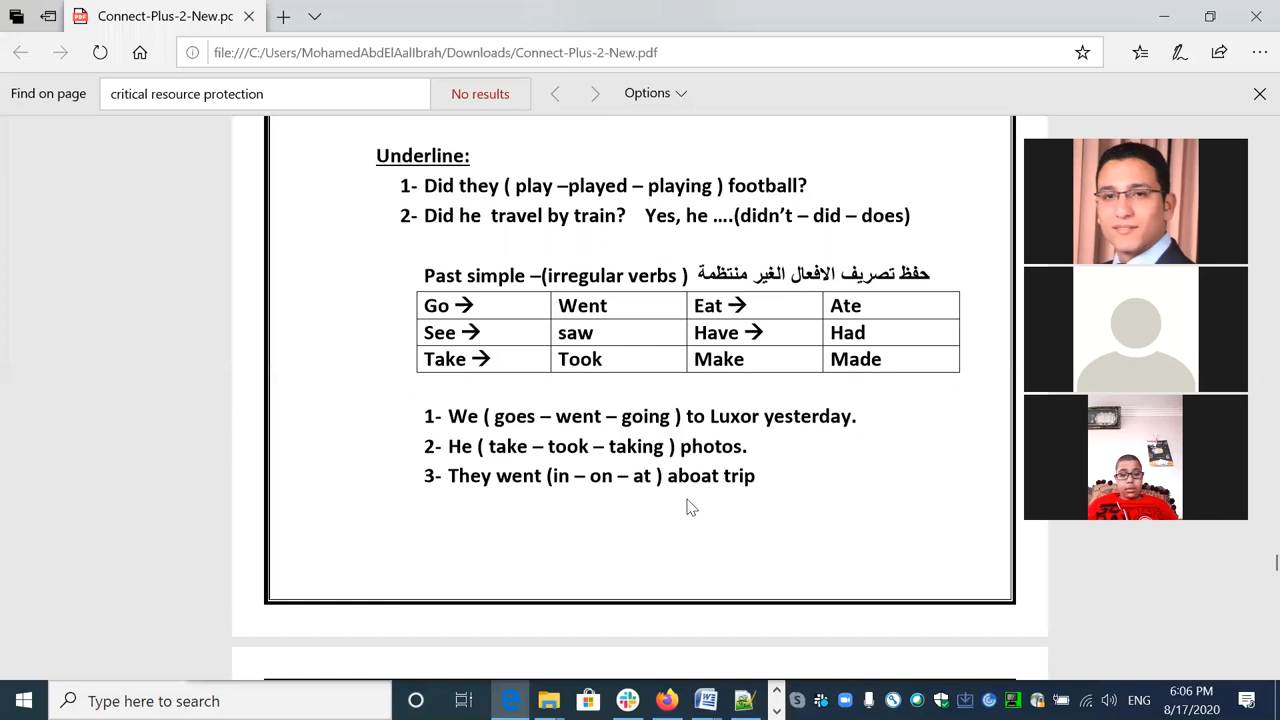 Connect-Plus-2-New.pc
file:///C:/Users/MohamedAbdElAalIbrah/Downloads/Connect-Plus-2-New.pdf
Find on page
critical resource protection
No results
Options
Underline:
1- Did they ( play –played – playing ) football?
2- Did he travel by train? Yes, he ....(didn't – did – does)
Past simple –(irregular verbs ) حفظ تصريف الافعال الغير منتظمة
Go → Went Eat → Ate
See → saw Have → Had
Take → Took Make Made
1- We ( goes – went – going ) to Luxor yesterday.
2- He ( take – took – taking ) photos.
3- They went (in – on – at ) aboat trip
Type here to search
ENG
6:06 PM
8/17/2020